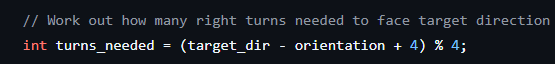 // Work out how many right turns needed to face target direction
int turns_needed = (target_dir - orientation + 4) % 4;